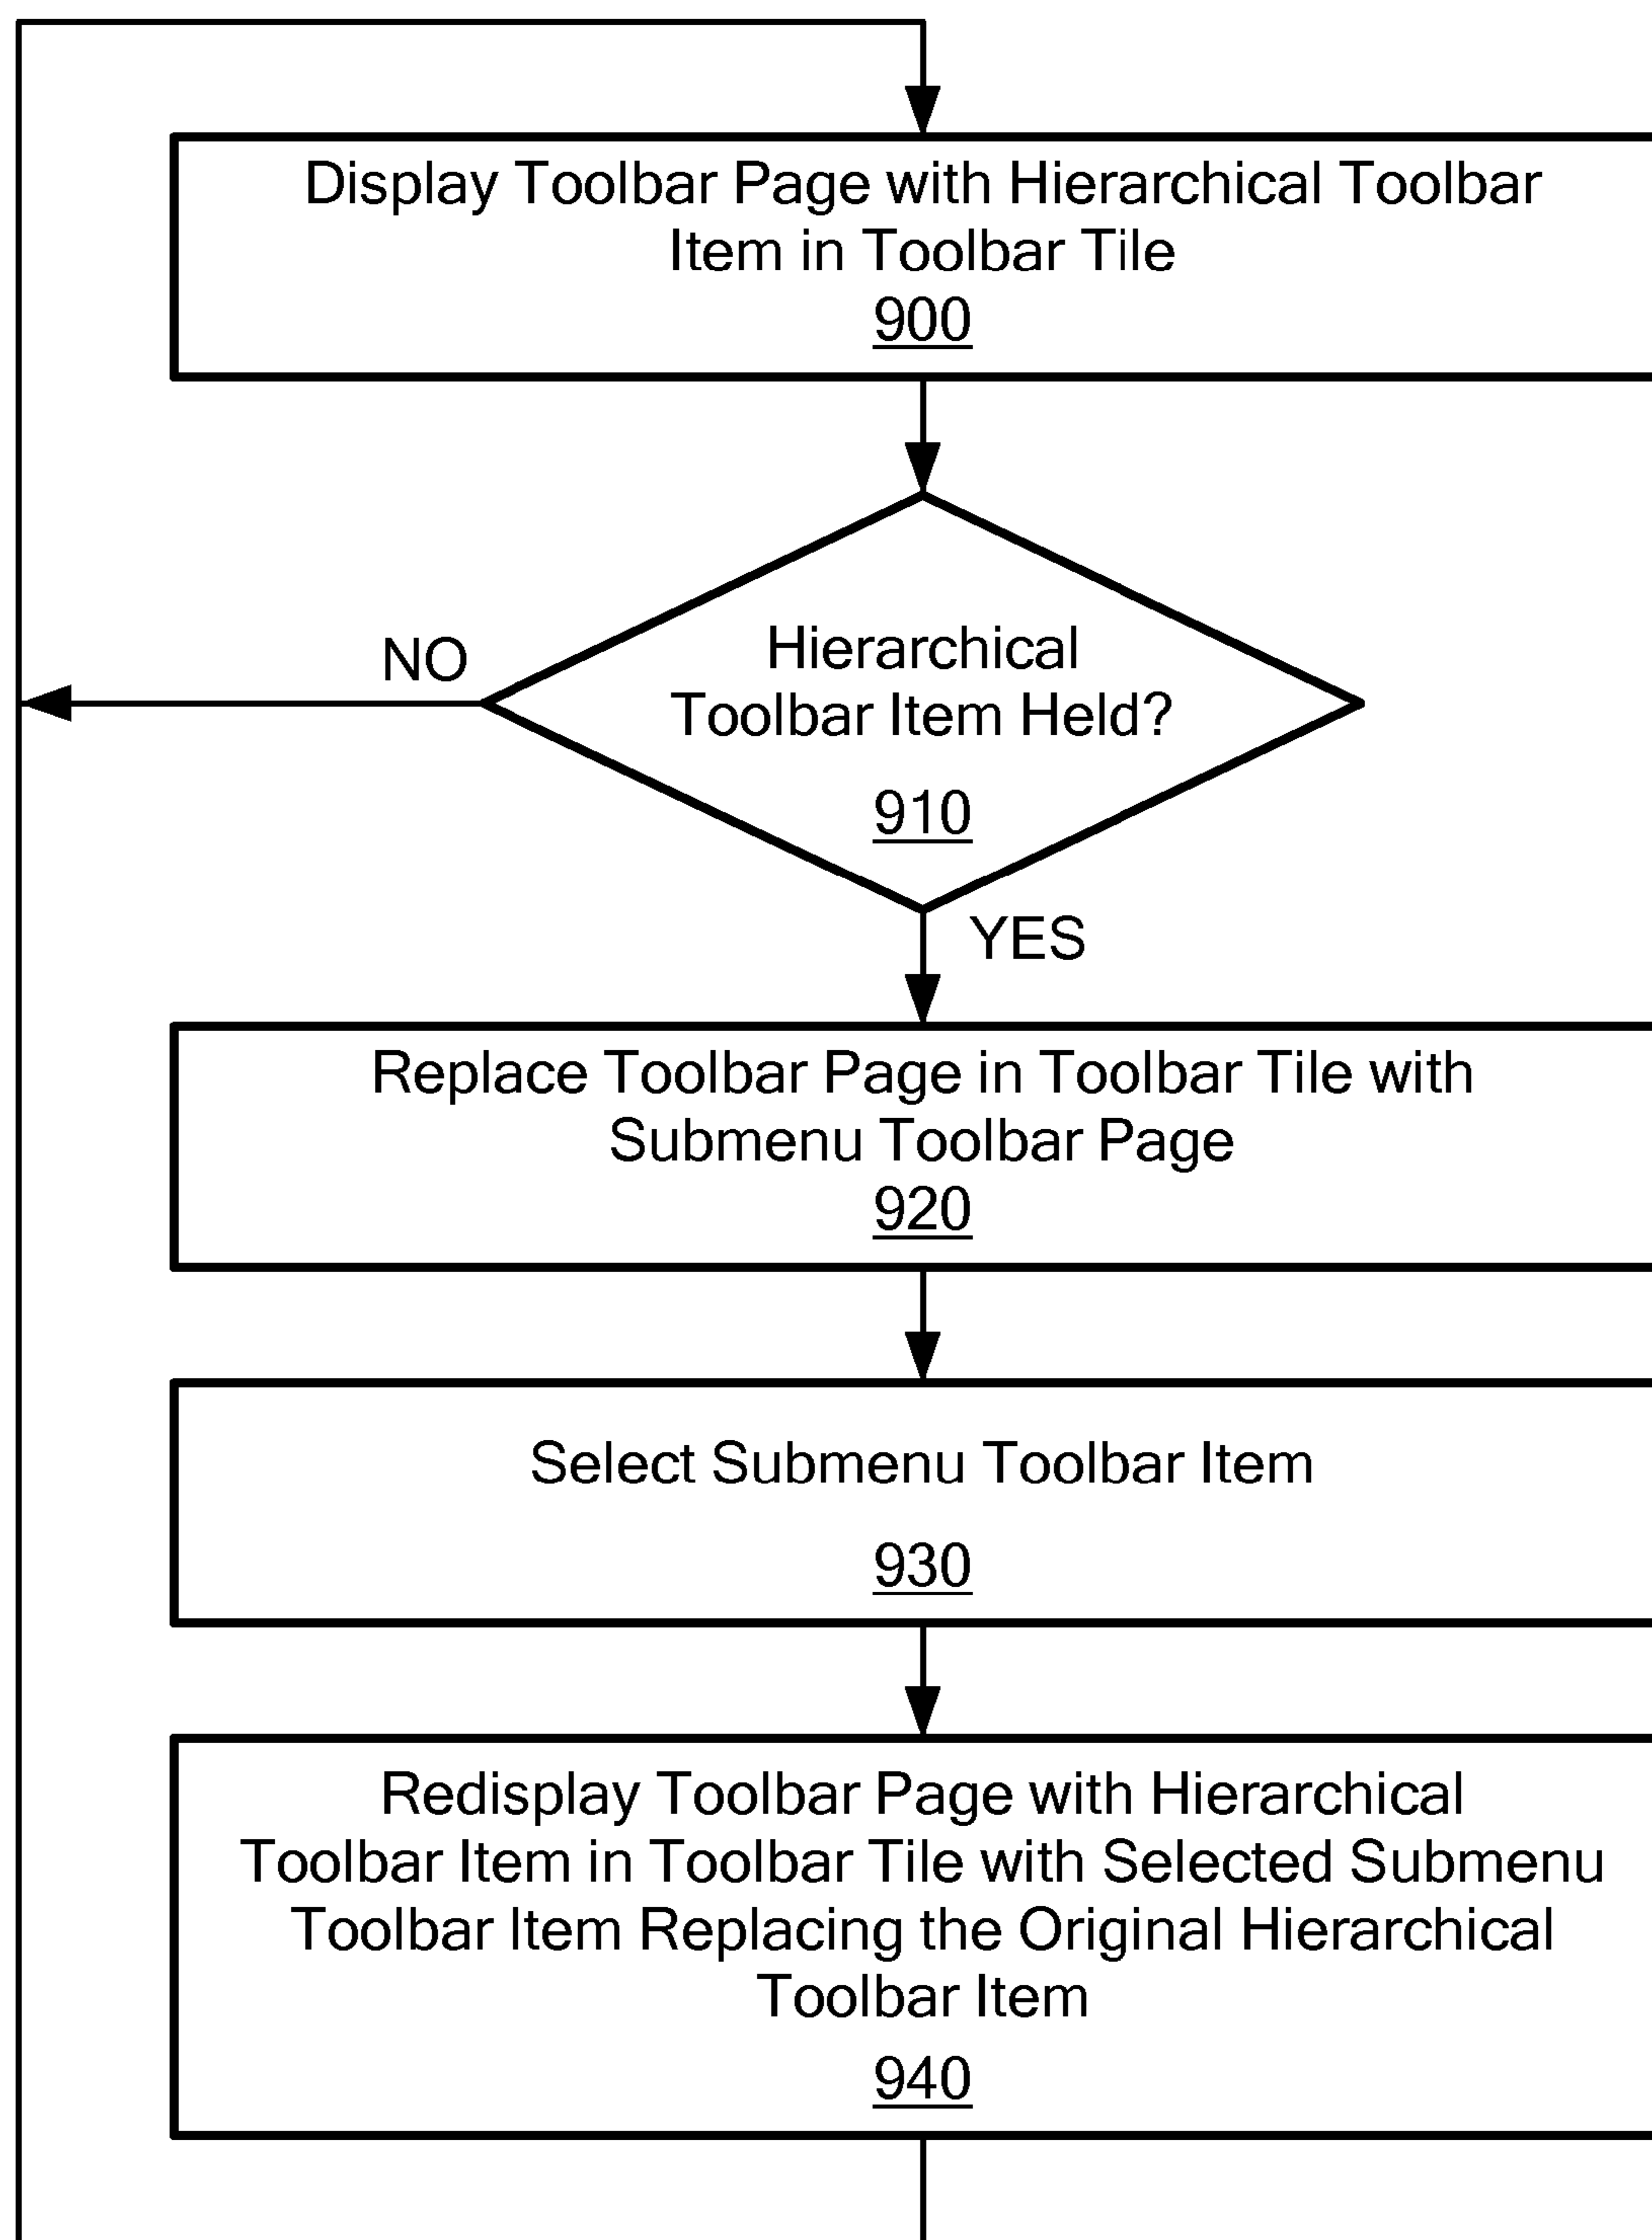 Display Toolbar Page with Hierarchical Toolbar
Item in Toolbar Tile
900
Hierarchical
Toolbar Item Held?
910
NO
YES
Replace Toolbar Page in Toolbar Tile with
Submenu Toolbar Page
920
Select Submenu Toolbar Item
930
Redisplay Toolbar Page with Hierarchical
Toolbar Item in Toolbar Tile with Selected Submenu
Toolbar Item Replacing the Original Hierarchical
Toolbar Item
940